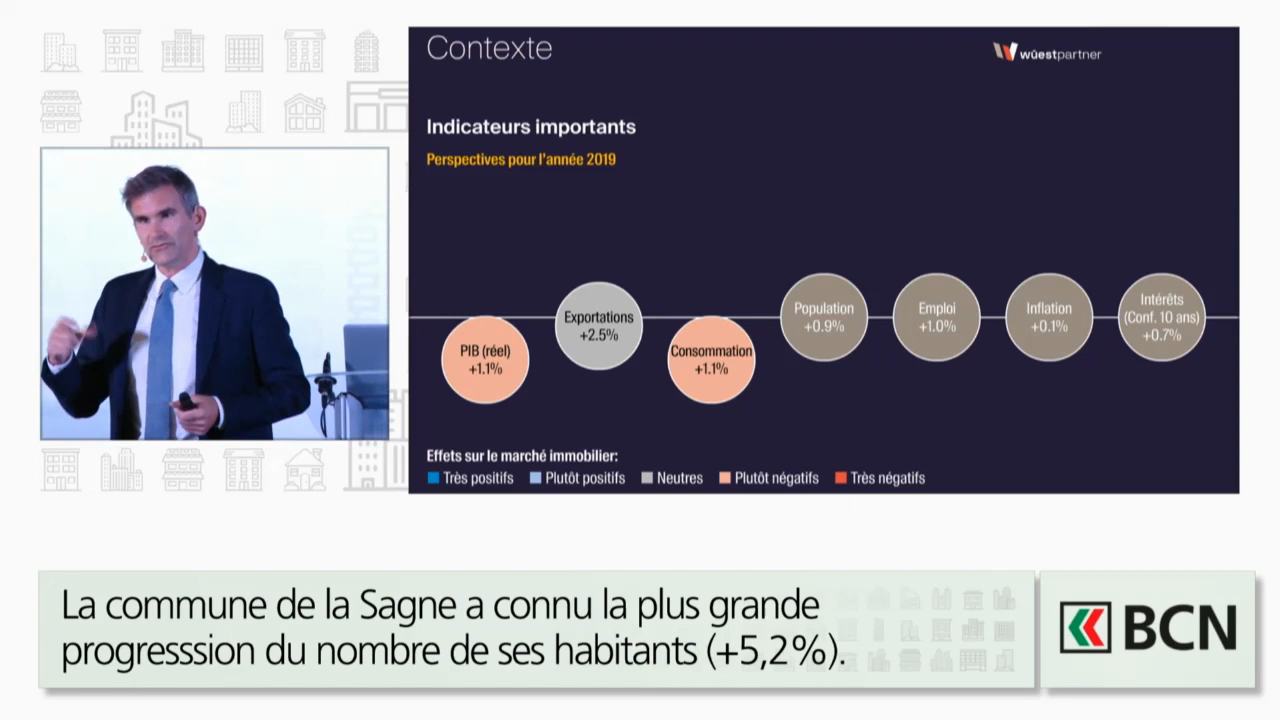 Contexte
wüestpartner
Indicateurs importants
Perspectives pour l'année 2019
PIB (réel)
+1.1%
Exportations
+2.5%
Consommation
+1.1%
Population
+0.9%
Emploi
+1.0%
Inflation
+0.1%
Intérêts
(Conf. 10 ans)
+0.7%
Effets sur le marché immobilier:
Très positifs
Plutôt positifs
Neutres
Plutôt négatifs
Très négatifs
La commune de la Sagne a connu la plus grande
progresssion du nombre de ses habitants (+5,2%).
BCN